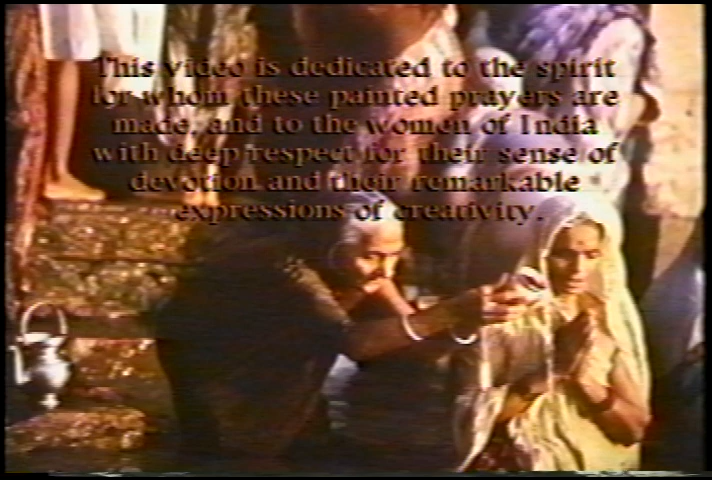 This video is dedicated to the spirit
for whom these painted prayers are
made, and to the women of India
with deep respect for their sense of
devotion and their remarkable
expressions of creativity.